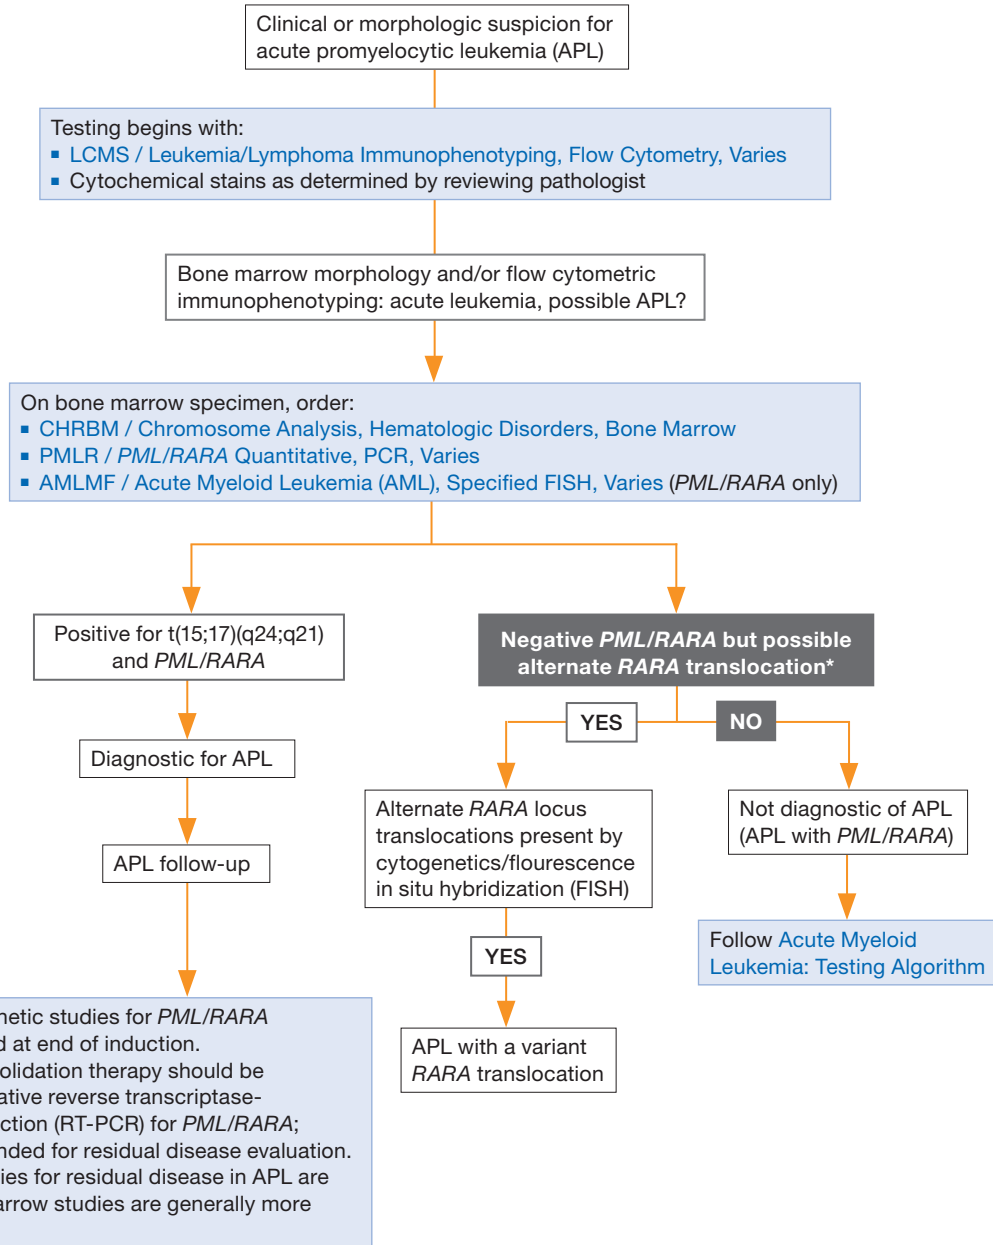 Clinical or morphologic suspicion for
acute promyelocytic leukemia (APL)
Testing begins with:
▪ LCMS / Leukemia/Lymphoma Immunophenotyping, Flow Cytometry, Varies
▪ Cytochemical stains as determined by reviewing pathologist
Bone marrow morphology and/or flow cytometric
immunophenotyping: acute leukemia, possible APL?
On bone marrow specimen, order:
▪ CHRBM / Chromosome Analysis, Hematologic Disorders, Bone Marrow
▪ PMLR / PML/RARA Quantitative, PCR, Varies
▪ AMLMF / Acute Myeloid Leukemia (AML), Specified FISH, Varies (PML/RARA only)
Positive for t(15;17)(q24;q21)
and PML/RARA
Diagnostic for APL
APL follow-up
Negative PML/RARA but possible
alternate RARA translocation*
YES
NO
Alternate RARA locus
translocations present by
cytogenetics/flourescence
in situ hybridization (FISH)
YES
APL with a variant
RARA translocation
Not diagnostic of APL
(APL with PML/RARA)
Follow Acute Myeloid
Leukemia: Testing Algorithm
netic studies for PML/RARA
d at end of induction.
olidation therapy should be
ative reverse transcriptase-
ction (RT-PCR) for PML/RARA;
nded for residual disease evaluation.
ies for residual disease in APL are
arrow studies are generally more